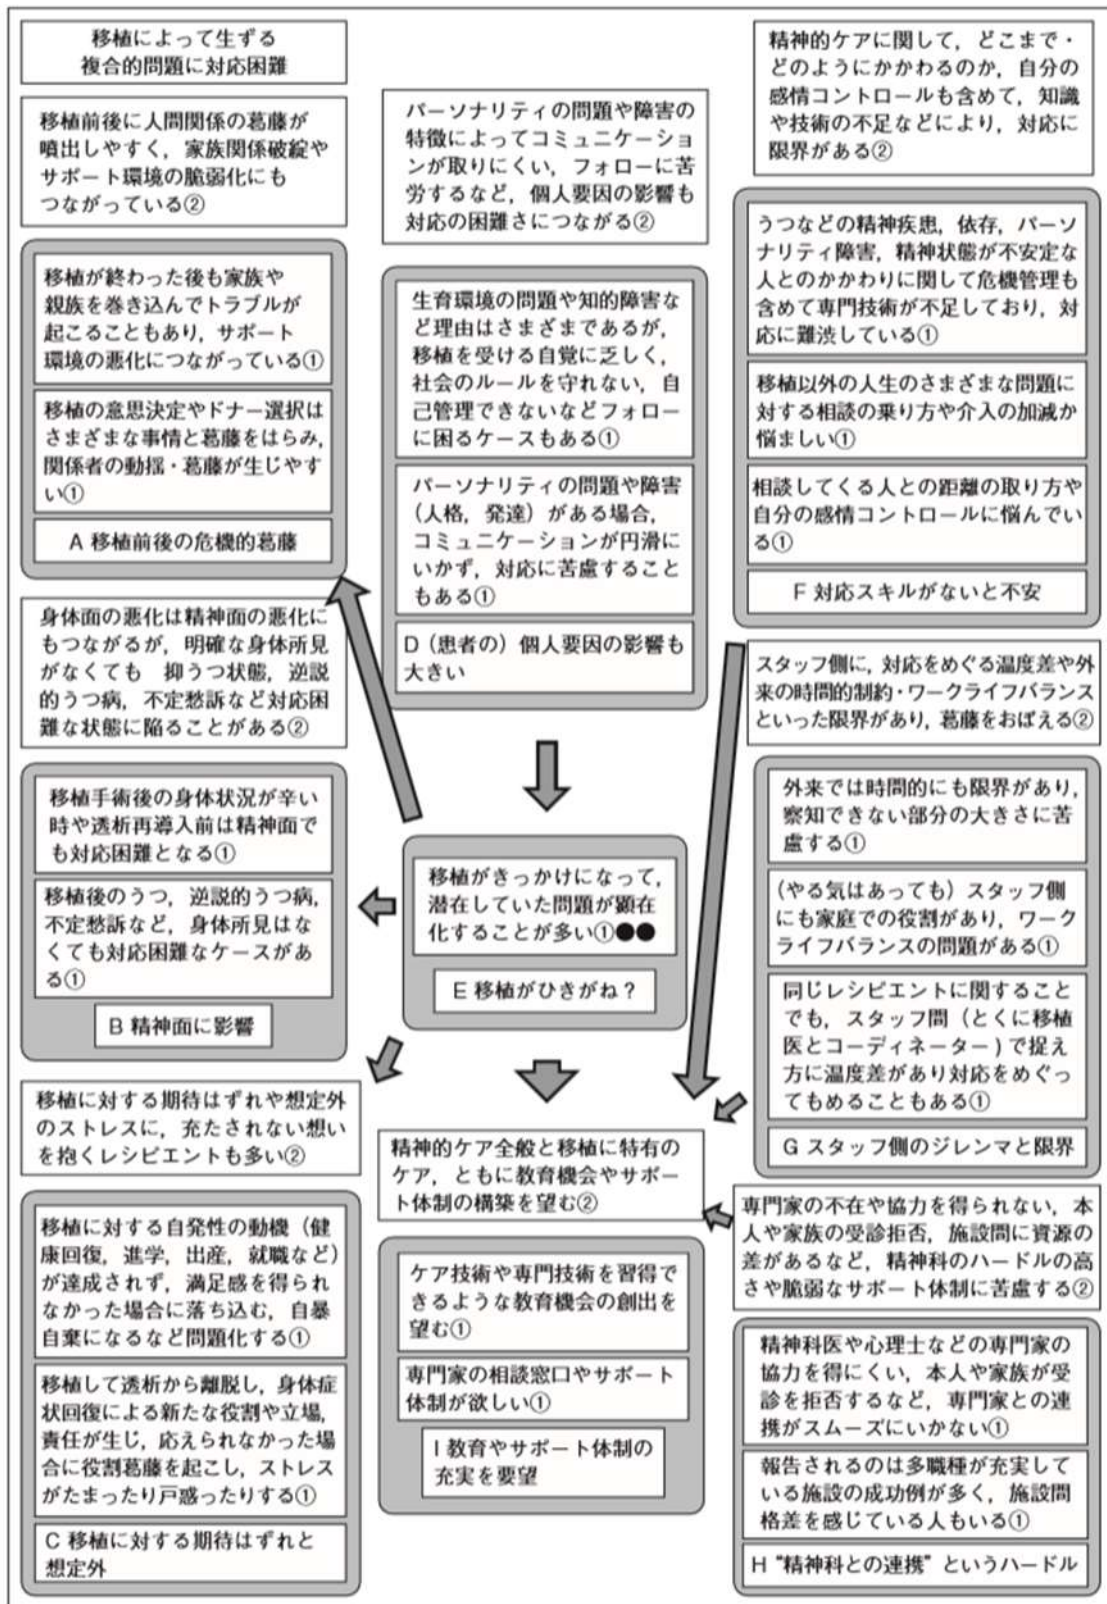 移植によって生ずる
複合的問題に対応困難
移植前後に人間関係の葛藤が
噴出しやすく，家族関係破綻や
サポート環境の脆弱化にも
つながっている②
移植が終わった後も家族や
親族を巻き込んでトラブルが
起こることもあり，サポート
環境の悪化につながっている①
移植の意思決定やドナー選択は
さまざまな事情と葛藤をはらみ，
関係者の動揺・葛藤が生じやす
い①
A 移植前後の危機的葛藤
身体面の悪化は精神面の悪化に
もつながるが，明確な身体所見
がなくても 抑うつ状態，逆説
的うつ病，不定愁訴など対応困
難な状態に陥ることがある②
移植手術後の身体状況が辛い
時や透析再導入前は精神面で
も対応困難となる①
移植後のうつ，逆説的うつ病，
不定愁訴など，身体所見はな
くても対応困難なケースがあ
る①
B 精神面に影響
移植に対する期待はずれや想定外
のストレスに，充たされない想い
を抱くレシピエントも多い②
移植に対する自発性の動機（健
康回復，進学，出産，就職など）
が達成されず，満足感を得られ
なかった場合に落ち込む，自暴
自棄になるなど問題化する①
移植して透析から離脱し，身体症
状回復による新たな役割や立場，
責任が生じ，応えられなかった場
合に役割葛藤を起こし，ストレス
がたまったり戸惑ったりする①
C 移植に対する期待はずれと
想定外
パーソナリティの問題や障害の
特徴によってコミュニケーション
が取りにくい，フォローに苦
労するなど，個人要因の影響も
対応の困難さにつながる②
生育環境の問題や知的障害な
ど理由はさまざまであるが，
移植を受ける自覚に乏しく，
社会のルールを守れない，自
己管理できないなどフォロー
に困るケースもある①
パーソナリティの問題や障害
（人格，発達）がある場合，
コミュニケーションが円滑に
いかず，対応に苦慮すること
もある①
D（患者の）個人要因の影響も
大きい
移植がきっかけになって，
潜在していた問題が顕在
化することが多い①●●
E 移植がひきがね？
精神的ケア全般と移植に特有の
ケア，ともに教育機会やサポー
ト体制の構築を望む②
ケア技術や専門技術を習得で
きるような教育機会の創出を
望む①
専門家の相談窓口やサポート
体制が欲しい①
I 教育やサポート体制の
充実を要望
精神的ケアに関して，どこまで・
どのようにかかわるのか，自分の
感情コントロールも含めて，知識
や技術の不足などにより，対応に
限界がある②
うつなどの精神疾患，依存，パーソ
ナリティ障害，精神状態が不安定な
人とのかかわりに関して危機管理も
含めて専門技術が不足しており，対
応に難渋している①
移植以外の人生のさまざまな問題に
対する相談の乗り方や介入の加減か
悩ましい①
相談してくる人との距離の取り方や
自分の感情コントロールに悩んでい
る①
F 対応スキルがないと不安
スタッフ側に，対応をめぐる温度差や外
来の時間的制約・ワークライフバランス
といった限界があり，葛藤をおぼえる②
外来では時間的にも限界があり，
察知できない部分の大きさに苦
慮する①
（やる気はあっても）スタッフ側
にも家庭での役割があり，ワーク
ライフバランスの問題がある①
同じレシピエントに関すること
でも，スタッフ間（とくに移植
医とコーディネーター）で捉え
方に温度差があり対応をめぐっ
てもめることもある①
G スタッフ側のジレンマと限界
専門家の不在や協力を得られない，本
人や家族の受診拒否，施設間に資源の
差があるなど，精神科のハードルの高
さや脆弱なサポート体制に苦慮する②
精神科医や心理士などの専門家の
協力を得にくい，本人や家族が受
診を拒否するなど，専門家との連
携がスムーズにいかない①
報告されるのは多職種が充実して
いる施設の成功例が多く，施設間
格差を感じている人もいる①
H “精神科との連携” というハードル